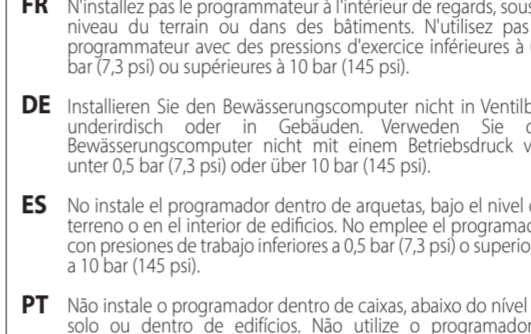 FR N'installez pas le programmateur à l'intérieur de regards, sous
niveau du terrain ou dans des bâtiments. N'utilisez pas
programmateur avec des pressions d'exercice inférieures à
bar (7,3 psi) ou supérieures à 10 bar (145 psi).
DE Installieren Sie den Bewässerungscomputer nicht in
underirdisch oder in Gebäuden. Verweden Sie
Bewässerungscomputer nicht mit einem Betriebsdruck
unter 0,5 bar (7,3 psi) oder über 10 bar (145 psi).
ES No instale el programador dentro de arquetas, bajo el nivel
terreno o en el interior de edificios. No emplee el
con presiones de trabajo inferiores a 0,5 bar (7,3 psi) o
a 10 bar (145 psi).
PT Não instale o programador dentro de caixas, abaixo do nível
solo ou dentro de edifícios. Não utilize o programador